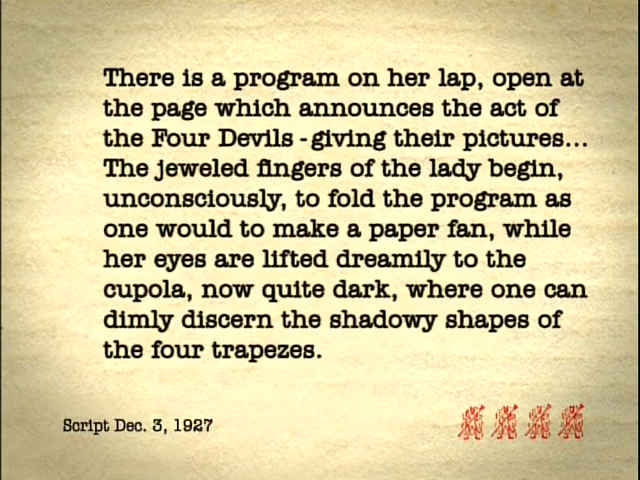 There is a program on her lap, open at
the page which announces the act of
the Four Devils - giving their pictures...
The jeweled fingers of the lady begin,
unconsciously, to fold the program as
one would to make a paper fan, while
her eyes are lifted dreamily to the
cupola, now quite dark, where one can
dimly discern the shadowy shapes of
the four trapezes.
Script Dec. 3, 1927